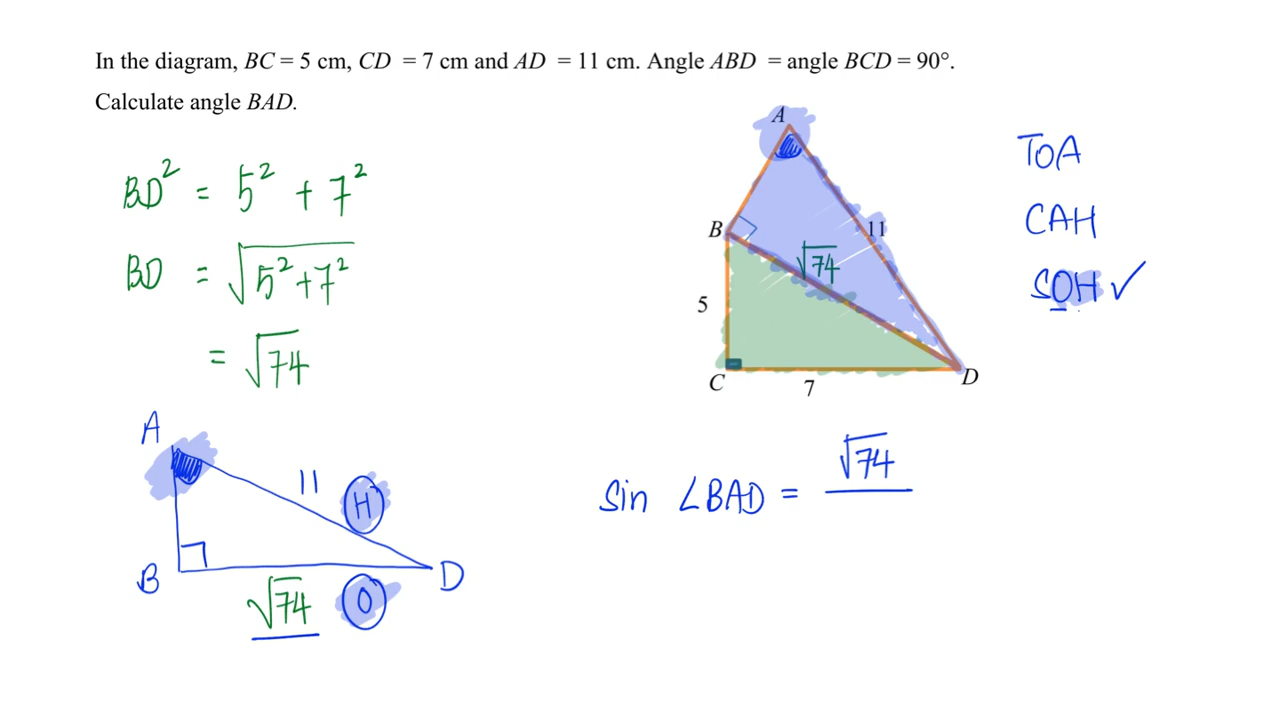 In the diagram, BC = 5 cm, CD = 7 cm and AD = 11 cm. Angle ABD = angle BCD = 90°.
Calculate angle BAD.
BD² = 5² + 7²
BD = √5²+7²
= √74
A
11
H
B
D
√74 O
A
B
11
√74
5
C
7
D
TOA
CAH
SOH ✓
√74
sin ∠BAD =